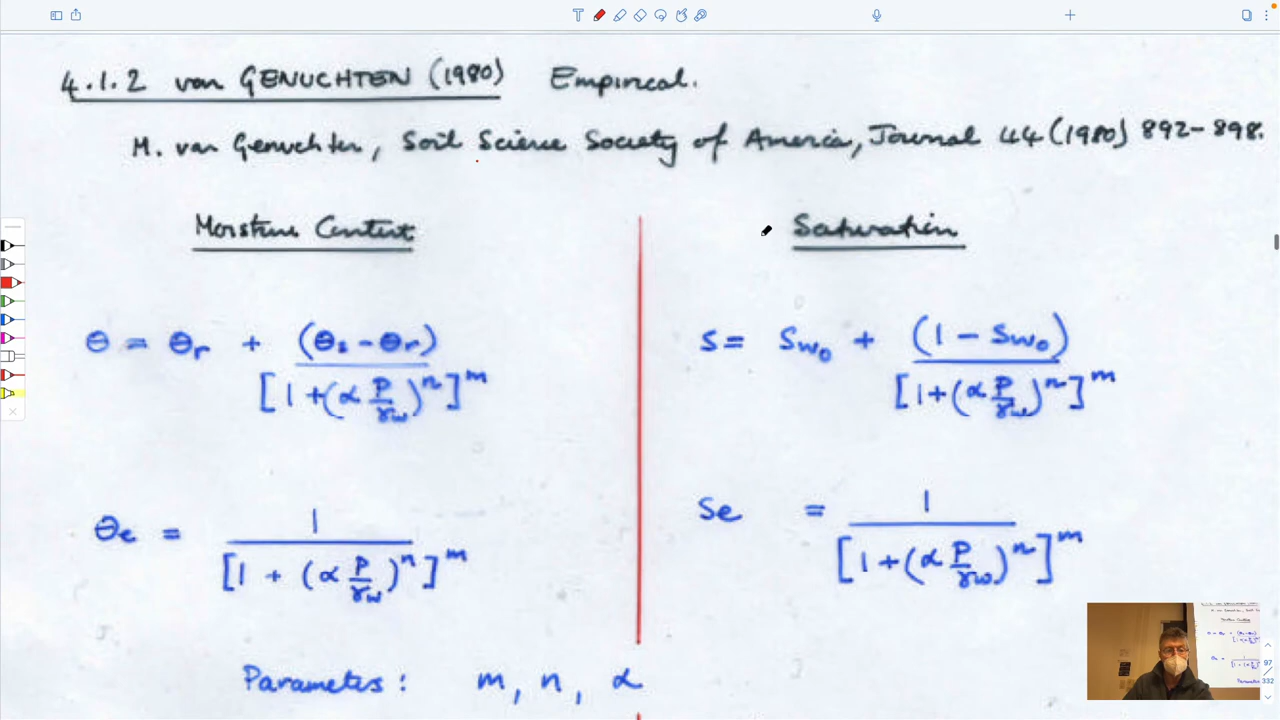 4.1.2 van GENUCHTEN (1980) Empirical.
M. van Genuchten, Soil Science Society of America, Journal 44 (1980) 892-898.
Moisture Content
θ = θr + (θs - θr) / [1 + (α P/γw)^n]^m
θe = 1 / [1 + (α P/γw)^n]^m
Saturation
S = Sw0 + (1 - Sw0) / [1 + (α P/γw)^n]^m
Se = 1 / [1 + (α P/γw)^n]^m
Parameters: m, n, α
97
332